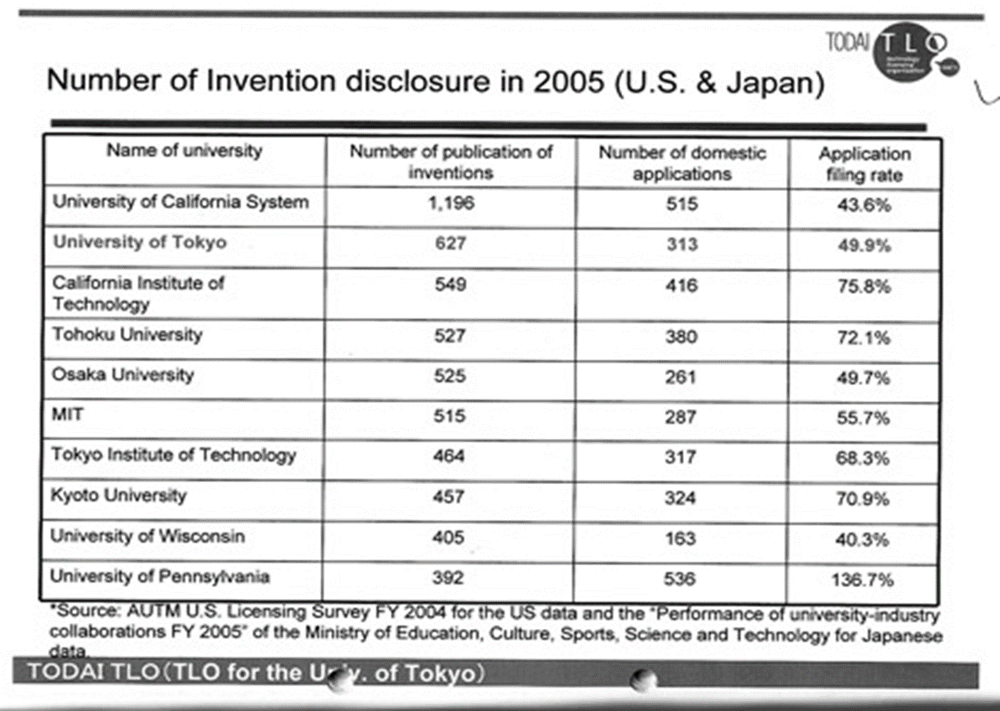 TODAI TLO
Number of Invention disclosure in 2005 (U.S. & Japan)
Name of university Number of publication of inventions Number of domestic applications Application filing rate
University of California System 1,196 515 43.6%
University of Tokyo 627 313 49.9%
California Institute of Technology 549 416 75.8%
Tohoku University 527 380 72.1%
Osaka University 525 261 49.7%
MIT 515 287 55.7%
Tokyo Institute of Technology 464 317 68.3%
Kyoto University 457 324 70.9%
University of Wisconsin 405 163 40.3%
University of Pennsylvania 392 536 136.7%
*Source: AUTM U.S. Licensing Survey FY 2004 for the US data and the "Performance of university-industry
collaborations FY 2005" of the Ministry of Education, Culture, Sports, Science and Technology for Japanese
data.
TODAI TLO(TLO for the Univ. of Tokyo)